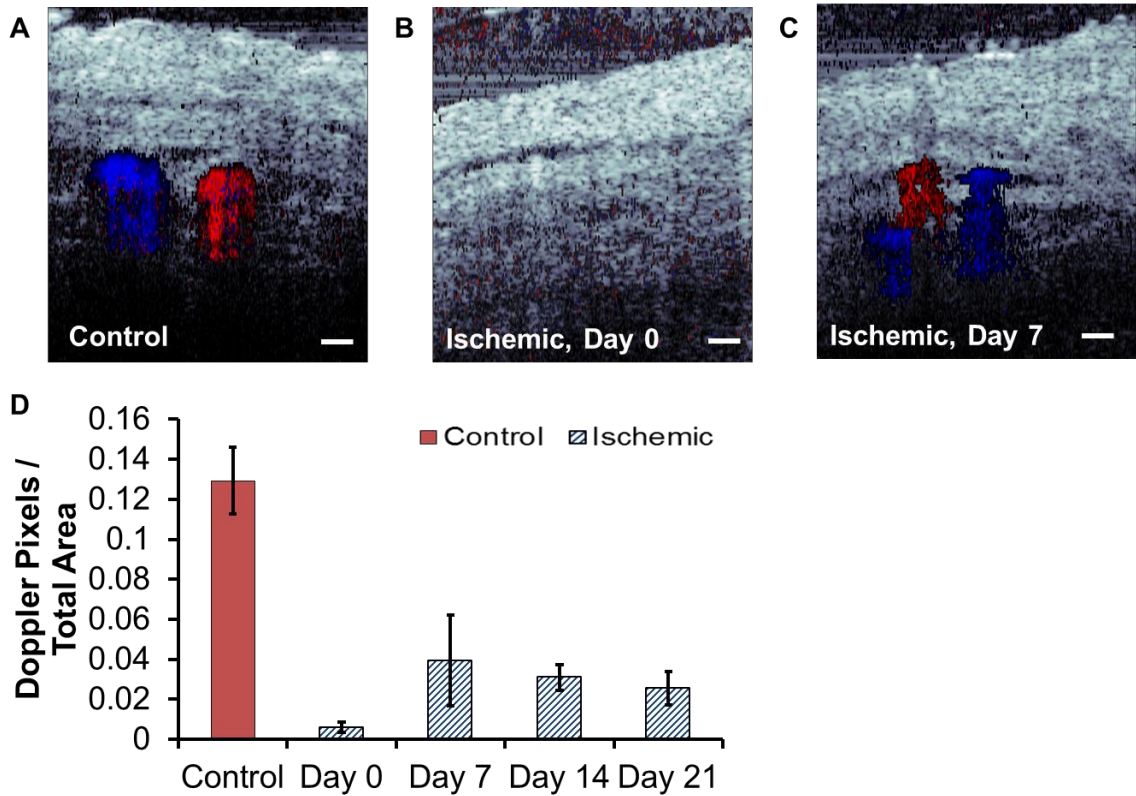 A
B
C
Control
Ischemic, Day 0
Ischemic, Day 7
D
Doppler Pixels /
Total Area
0.16
0.14
0.12
0.1
0.08
0.06
0.04
0.02
0
Control
Ischemic
Control
Day 0
Day 7
Day 14
Day 21